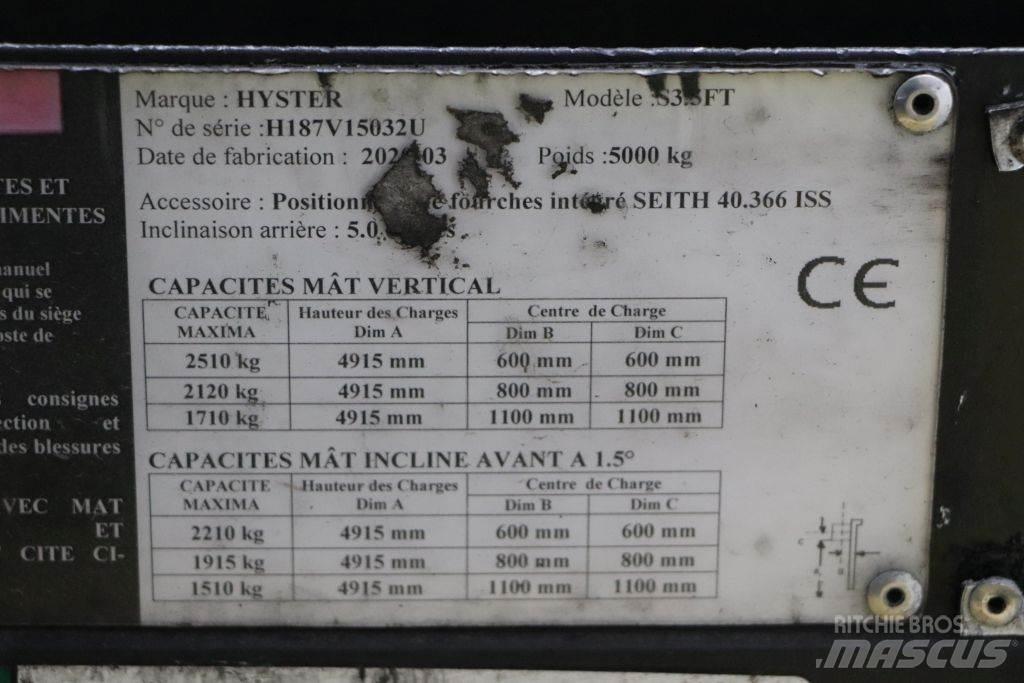 Marque : HYSTER Modèle :S3.5FT
N° de série :H187V15032U
Date de fabrication : Poids :5000 kg
Accessoire : fourches intégré SEITH 40.366 ISS
Inclinaison arrière : 5.0
CAPACITES MÂT VERTICAL
CAPACITE MAXIMA Hauteur des Charges Dim A Centre de Charge Dim B Dim C
2510 kg 4915 mm 600 mm 600 mm
2120 kg 4915 mm 800 mm 800 mm
1710 kg 4915 mm 1100 mm 1100 mm
CAPACITES MÂT INCLINE AVANT A 1.5°
CAPACITE MAXIMA Hauteur des Charges Dim A Centre de Charge Dim B Dim C
2210 kg 4915 mm 600 mm 600 mm
1915 kg 4915 mm 800 mm 800 mm
1510 kg 4915 mm 1100 mm 1100 mm
CE
TES ET
IMENTES
anuel
qui se
s du siège
oste de
s consignes
ection et
des blessures
VEC MAT
ET
CITE CI-
RITCHIE BROS.
MASCUS